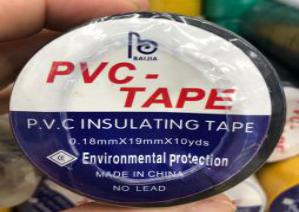 BAIJIA
PVC-
TAPE
P.V.C INSULATING TAPE
0.18mmX19mmX10yds
Environmental protection
MADE IN CHINA
NO LEAD